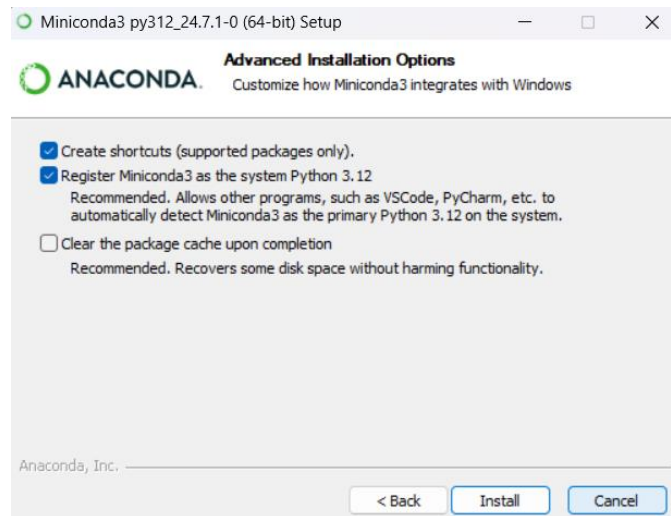 Miniconda3 py312_24.7.1-0 (64-bit) Setup
ANACONDA.
Advanced Installation Options
Customize how Miniconda3 integrates with Windows
Create shortcuts (supported packages only).
Register Miniconda3 as the system Python 3.12
Recommended. Allows other programs, such as VSCode, PyCharm, etc. to
automatically detect Miniconda3 as the primary Python 3.12 on the system.
Clear the package cache upon completion
Recommended. Recovers some disk space without harming functionality.
Anaconda, Inc.
< Back Install Cancel